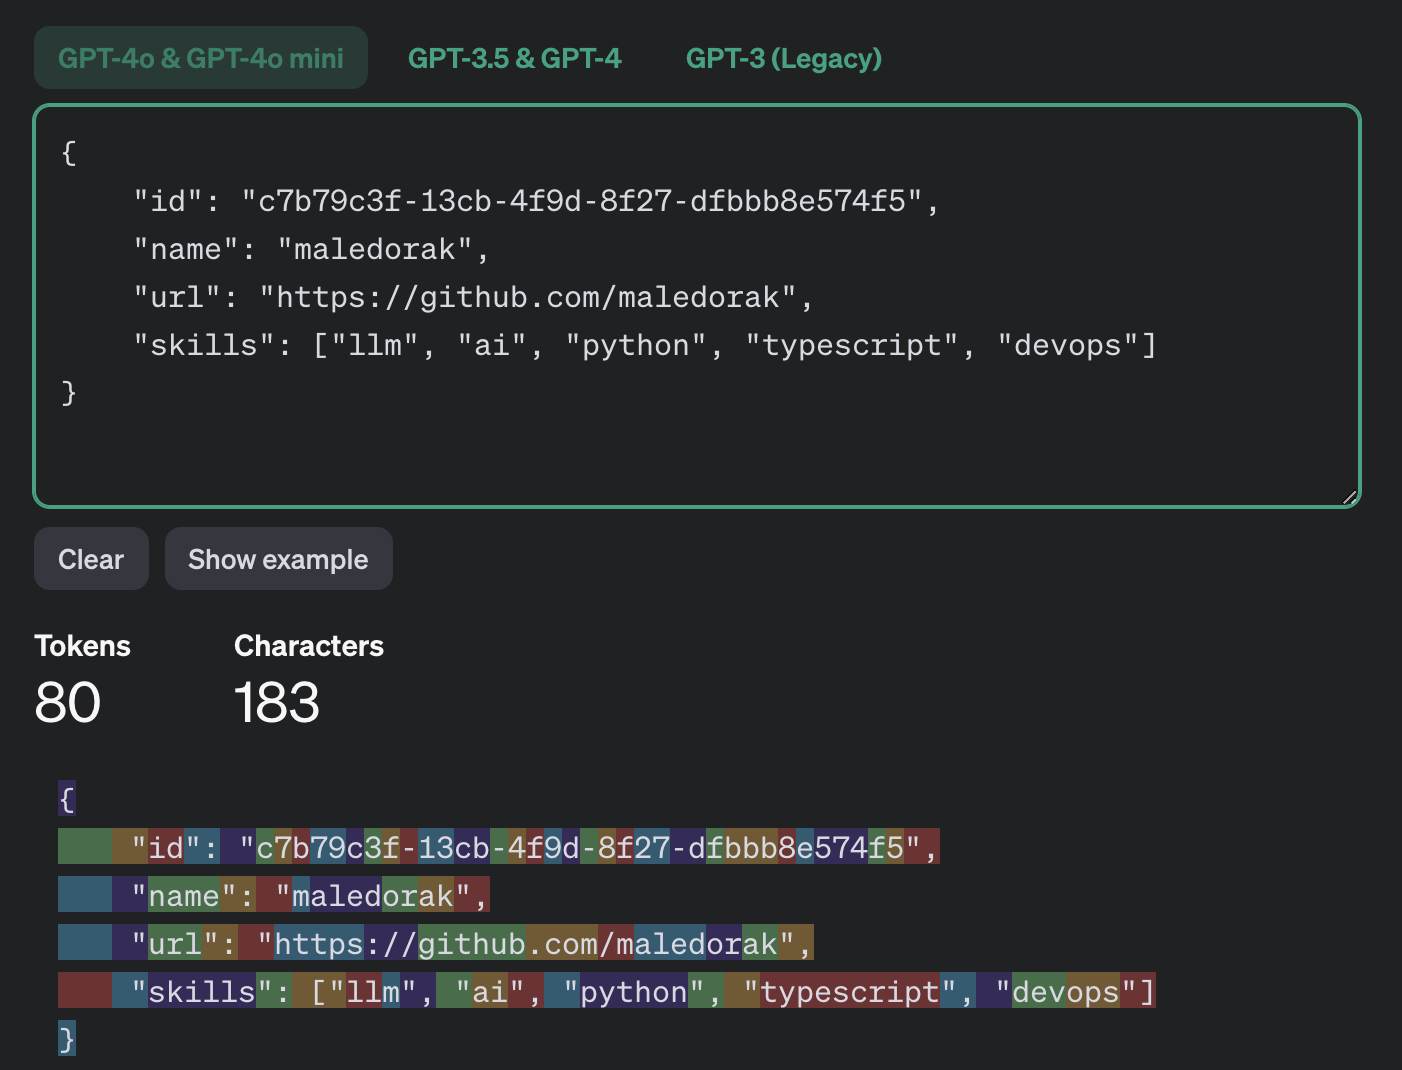 GPT-4o & GPT-4o mini GPT-3.5 & GPT-4 GPT-3 (Legacy)
{
    "id": "c7b79c3f-13cb-4f9d-8f27-dfbbb8e574f5",
    "name": "maledorak",
    "url": "https://github.com/maledorak",
    "skills": ["llm", "ai", "python", "typescript", "devops"]
}
Clear Show example
Tokens Characters
80 183
{
    "id": "c7b79c3f-13cb-4f9d-8f27-dfbbb8e574f5",
    "name": "maledorak",
    "url": "https://github.com/maledorak",
    "skills": ["llm", "ai", "python", "typescript", "devops"]
}